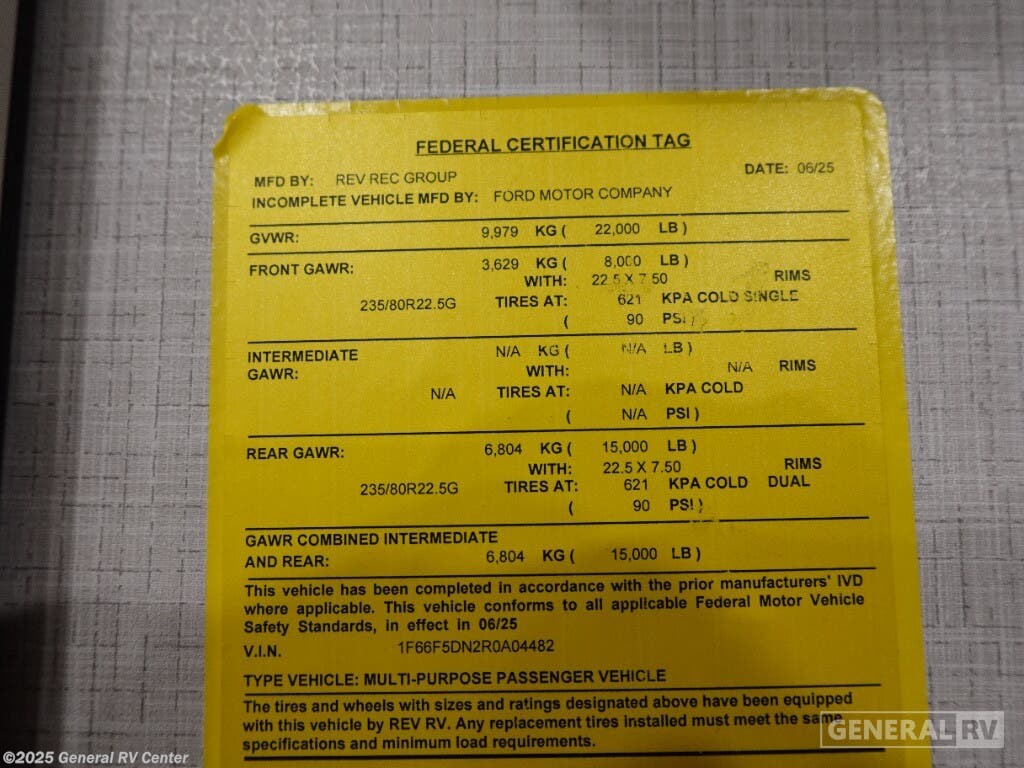 FEDERAL CERTIFICATION TAG
MFD BY: REV REC GROUP DATE: 06/25
INCOMPLETE VEHICLE MFD BY: FORD MOTOR COMPANY
GVWR: 9,979 KG ( 22,000 LB )
FRONT GAWR: 3,629 KG ( 8,000 LB )
WITH: 22.5 X 7.50 RIMS
235/80R22.5G TIRES AT: 621 KPA COLD SINGLE
( 90 PSI )
INTERMEDIATE N/A KG ( N/A LB )
GAWR: WITH: N/A RIMS
N/A TIRES AT: N/A KPA COLD
( N/A PSI )
REAR GAWR: 6,804 KG ( 15,000 LB )
WITH: 22.5 X 7.50 RIMS
235/80R22.5G TIRES AT: 621 KPA COLD DUAL
( 90 PSI )
GAWR COMBINED INTERMEDIATE
AND REAR: 6,804 KG ( 15,000 LB )
This vehicle has been completed in accordance with the prior manufacturers' IVD
where applicable. This vehicle conforms to all applicable Federal Motor Vehicle
Safety Standards, in effect in 06/25
V.I.N. 1F66F5DN2R0A04482
TYPE VEHICLE: MULTI-PURPOSE PASSENGER VEHICLE
The tires and wheels with sizes and ratings designated above have been equipped
with this vehicle by REV RV. Any replacement tires installed must meet the same
specifications and minimum load requirements.
GENERAL RV
©2025 General RV Center